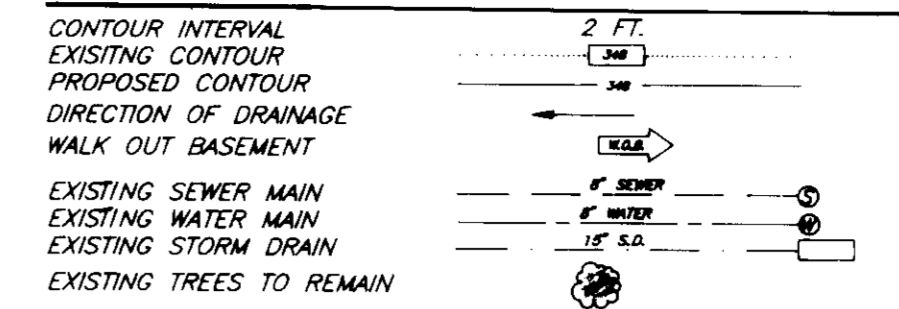 CONTOUR INTERVAL 2 FT.
EXISITNG CONTOUR 348
PROPOSED CONTOUR 348
DIRECTION OF DRAINAGE
WALK OUT BASEMENT W.O.B.
EXISTING SEWER MAIN 8" SEWER S
EXISTING WATER MAIN 8" WATER W
EXISTING STORM DRAIN 15" S.D.
EXISTING TREES TO REMAIN